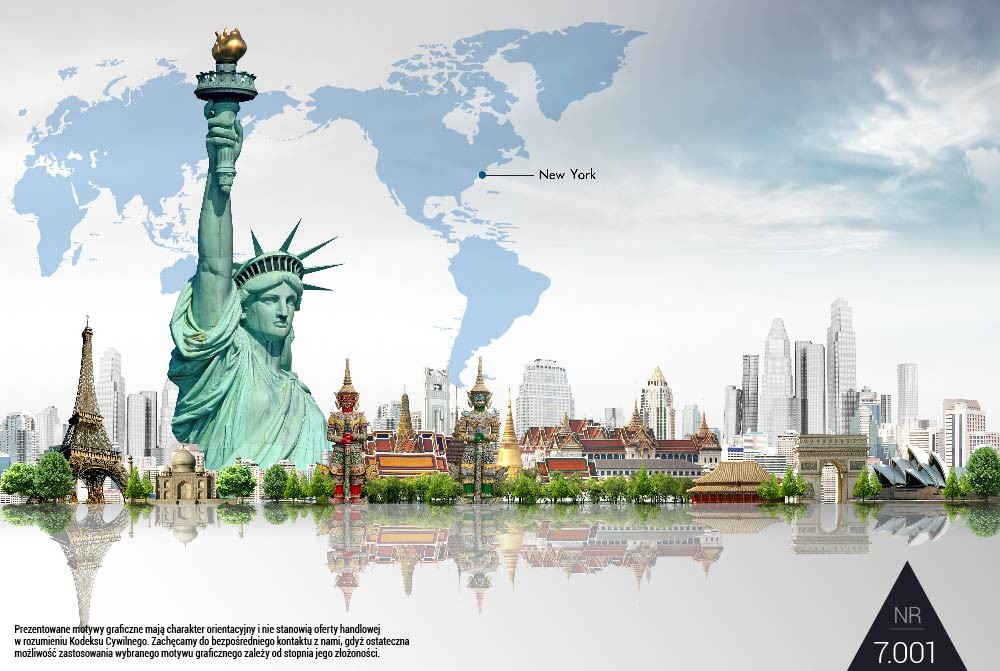 New York
Prezentowane motywy graficzne mają charakter orientacyjny i nie stanowią oferty handlowej
w rozumieniu Kodeksu Cywilnego. Zachęcamy do bezpośredniego kontaktu z nami, gdyż ostateczna
możliwość zastosowania wybranego motywu graficznego zależy od stopnia jego złożoności.
NR
7.001